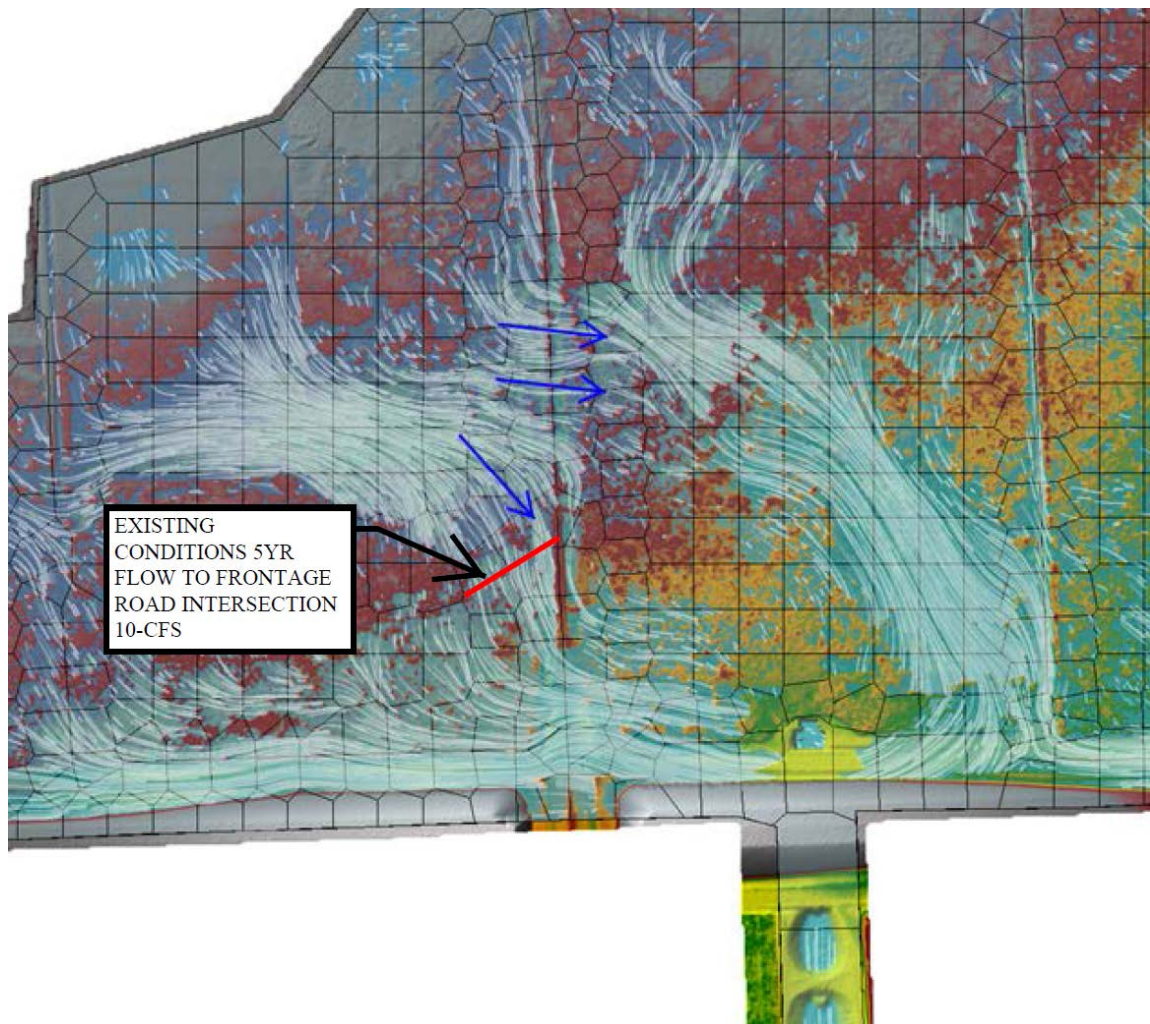 EXISTING
CONDITIONS 5YR
FLOW TO FRONTAGE
ROAD INTERSECTION
10-CFS